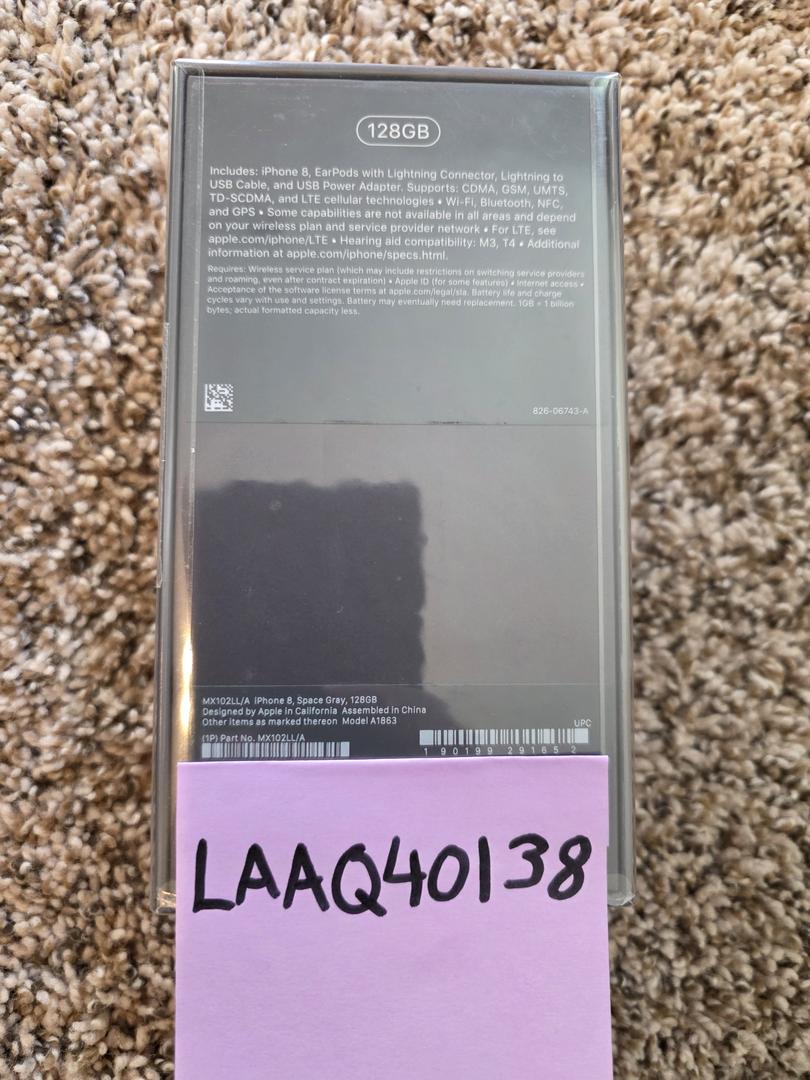 128GB
Includes: iPhone 8, EarPods with Lightning Connector, Lightning to
USB Cable, and USB Power Adapter. Supports: CDMA, GSM, UMTS,
TD-SCDMA, and LTE cellular technologies • Wi-Fi, Bluetooth, NFC,
and GPS • Some capabilities are not available in all areas and depend
on your wireless plan and service provider network • For LTE, see
apple.com/iphone/LTE • Hearing aid compatibility: M3, T4 • Additional
information at apple.com/iphone/specs.html.
Requires: Wireless service plan (which may include restrictions on switching service providers
and roaming, even after contract expiration) • Apple ID (for some features) • Internet access •
Acceptance of the software license terms at apple.com/legal/sla. Battery life and charge
cycles vary with use and settings. Battery may eventually need replacement. 1GB = 1 billion
bytes; actual formatted capacity less.
826-06743-A
MX102LL/A iPhone 8, Space Gray, 128GB
Designed by Apple in California Assembled in China
Other items as marked thereon Model A1863
UPC
(1P) Part No. MX102LL/A
1 90199 29165 2
LAAQ40138